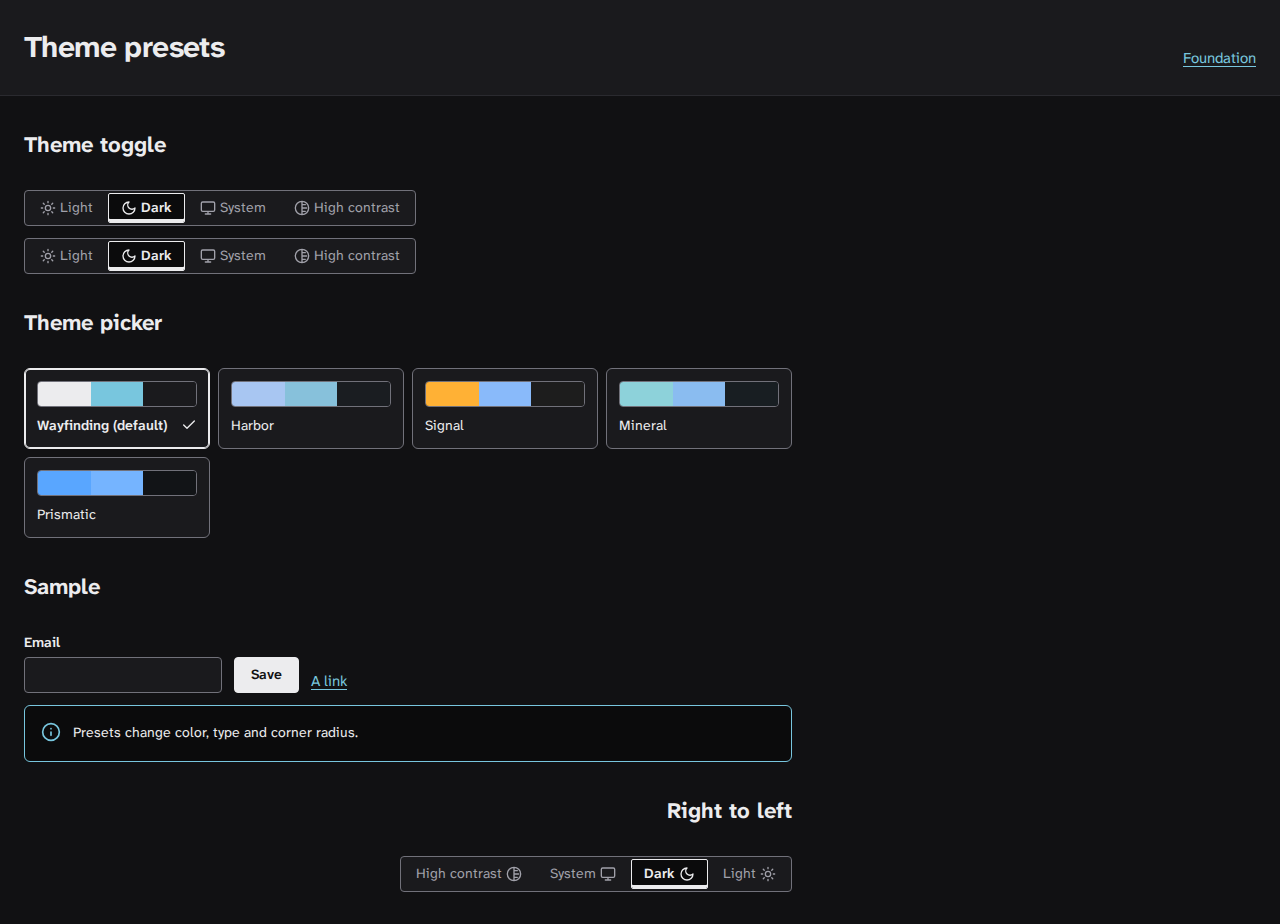 Theme presets
Foundation
Theme toggle
Light Dark System High contrast
Light Dark System High contrast
Theme picker
Wayfinding (default) Harbor Signal Mineral
Prismatic
Sample
Email
Save A link
Presets change color, type and corner radius.
Right to left
High contrast System Dark Light